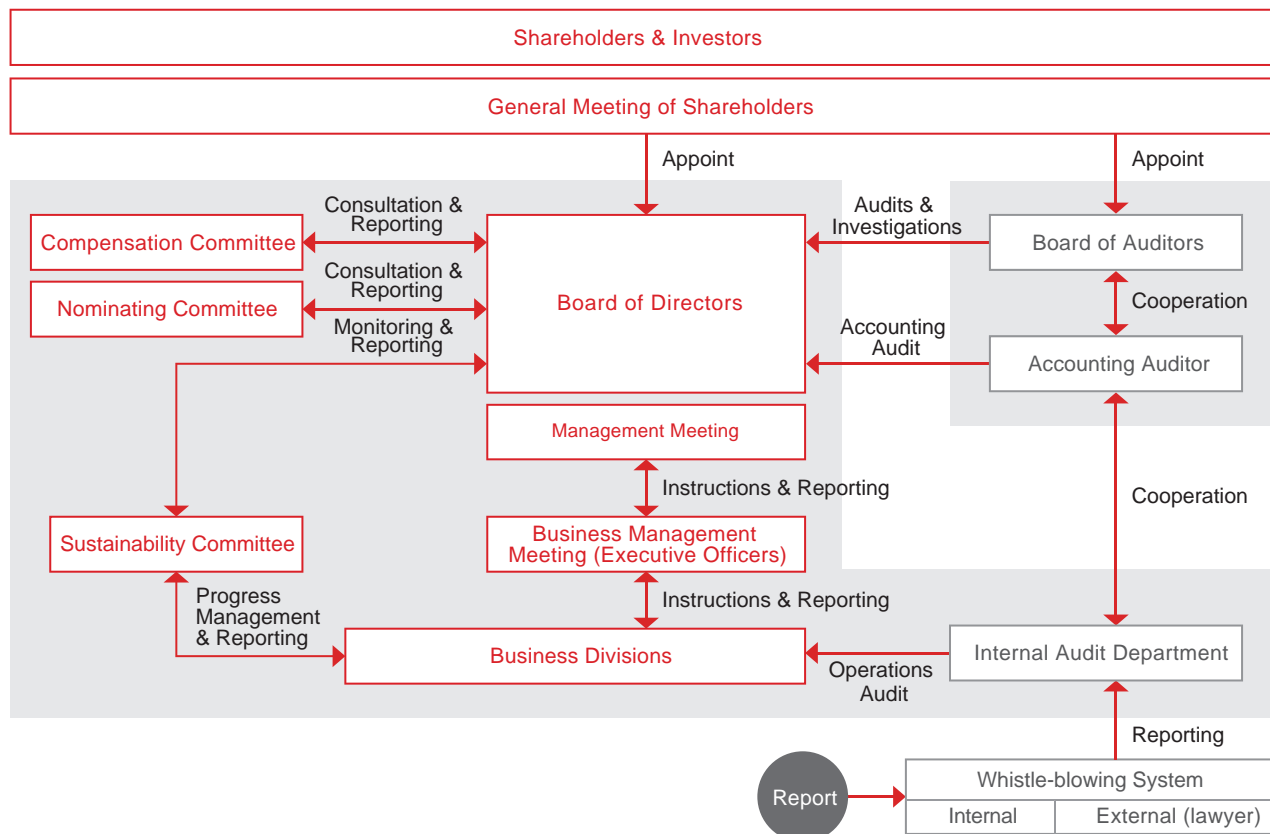 Shareholders & Investors
General Meeting of Shareholders
Appoint
Appoint
Consultation &
Reporting
Compensation Committee
Consultation &
Reporting
Nominating Committee
Monitoring &
Reporting
Board of Directors
Audits &
Investigations
Board of Auditors
Cooperation
Accounting
Audit
Accounting Auditor
Management Meeting
Instructions & Reporting
Cooperation
Sustainability Committee
Business Management
Meeting (Executive Officers)
Progress
Management
& Reporting
Instructions & Reporting
Business Divisions
Operations
Audit
Internal Audit Department
Reporting
Report
Whistle-blowing System
Internal
External (lawyer)